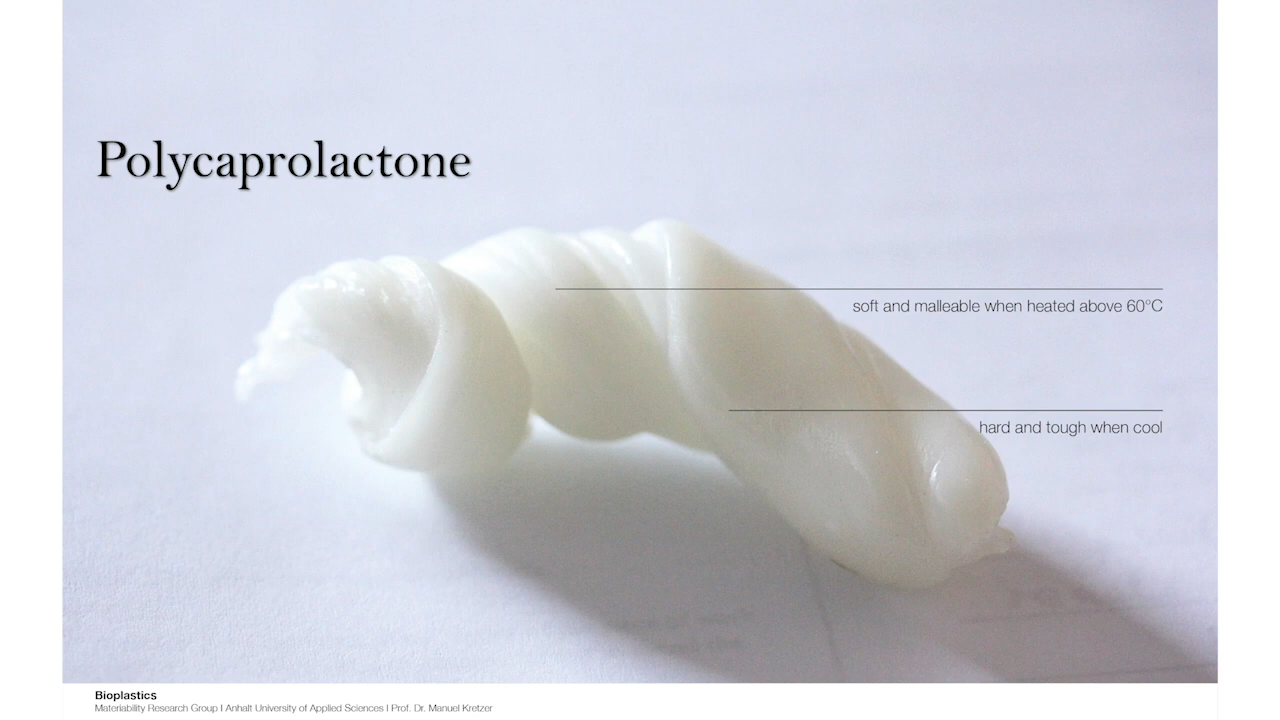 Polycaprolactone
soft and malleable when heated above 60°C
hard and tough when cool
Bioplastics
Materiability Research Group I Anhalt University of Applied Sciences I Prof. Dr. Manuel Kretzer